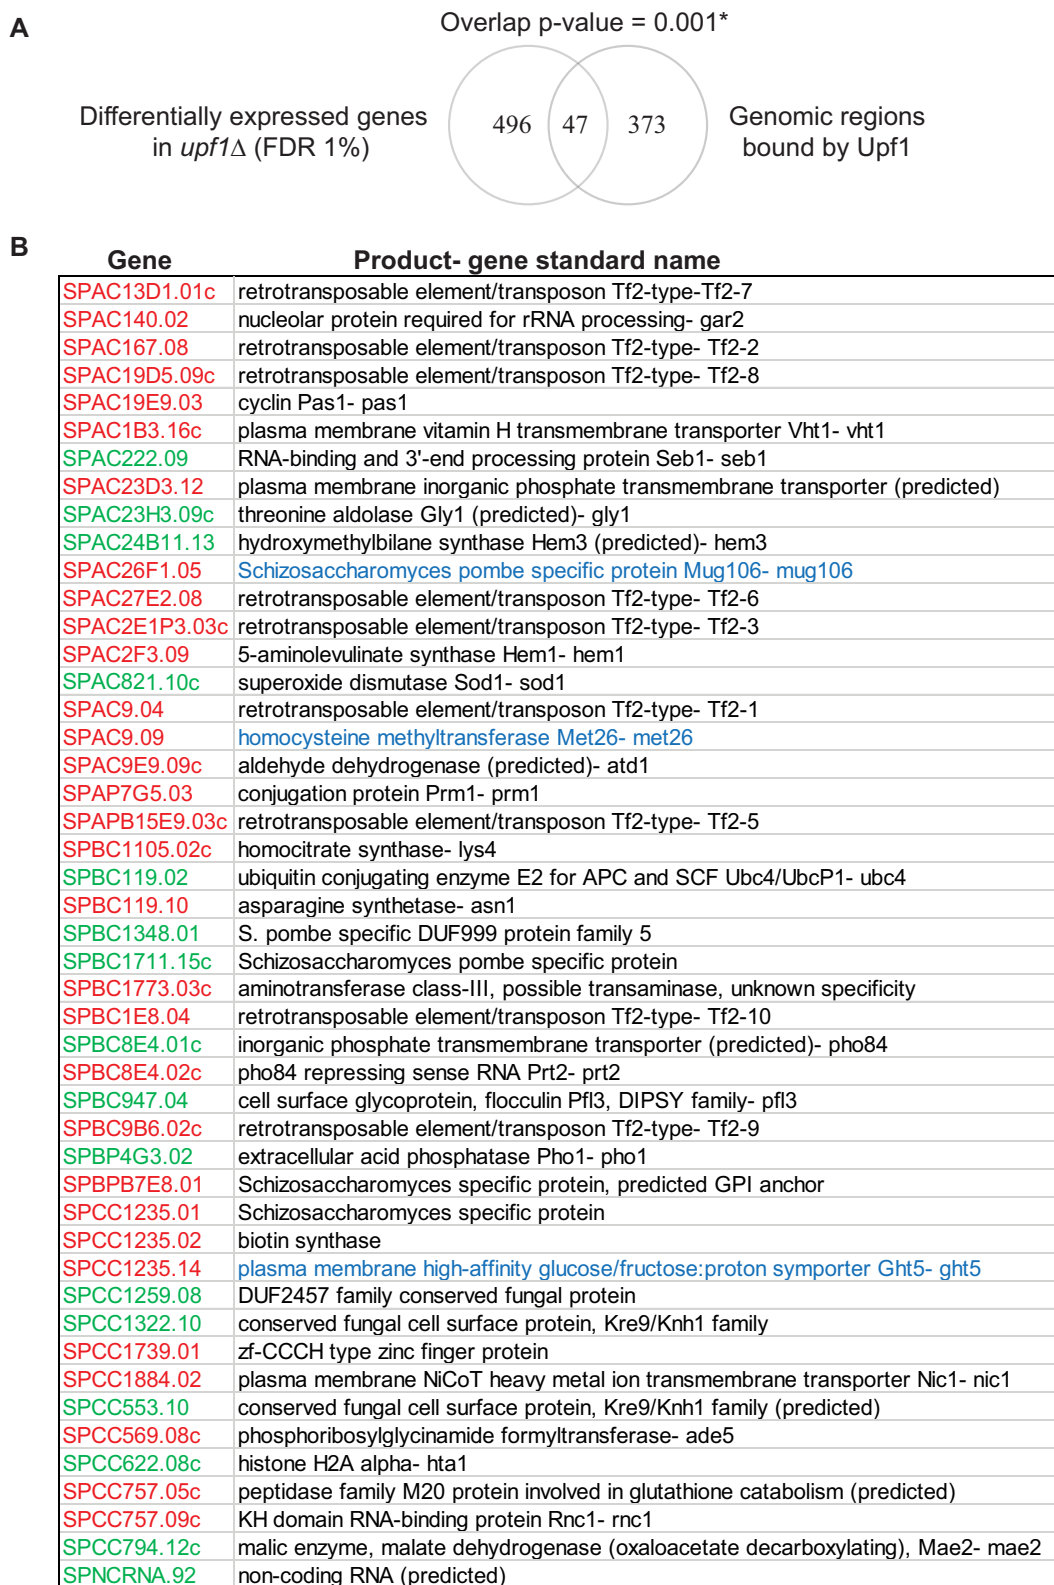 A
Overlap p-value = 0.001*
Differentially expressed genes
in upf1Δ (FDR 1%)
496
47
373
Genomic regions
bound by Upf1
B
Gene Product- gene standard name
SPAC13D1.01c retrotransposable element/transposon Tf2-type-Tf2-7
SPAC140.02 nucleolar protein required for rRNA processing- gar2
SPAC167.08 retrotransposable element/transposon Tf2-type- Tf2-2
SPAC19D5.09c retrotransposable element/transposon Tf2-type- Tf2-8
SPAC19E9.03 cyclin Pas1- pas1
SPAC1B3.16c plasma membrane vitamin H transmembrane transporter Vht1- vht1
SPAC222.09 RNA-binding and 3'-end processing protein Seb1- seb1
SPAC23D3.12 plasma membrane inorganic phosphate transmembrane transporter (predicted)
SPAC23H3.09c threonine aldolase Gly1 (predicted)- gly1
SPAC24B11.13 hydroxymethylbilane synthase Hem3 (predicted)- hem3
SPAC26F1.05 Schizosaccharomyces pombe specific protein Mug106- mug106
SPAC27E2.08 retrotransposable element/transposon Tf2-type- Tf2-6
SPAC2E1P3.03c retrotransposable element/transposon Tf2-type- Tf2-3
SPAC2F3.09 5-aminolevulinate synthase Hem1- hem1
SPAC821.10c superoxide dismutase Sod1- sod1
SPAC9.04 retrotransposable element/transposon Tf2-type- Tf2-1
SPAC9.09 homocysteine methyltransferase Met26- met26
SPAC9E9.09c aldehyde dehydrogenase (predicted)- atd1
SPAP7G5.03 conjugation protein Prm1- prm1
SPAPB15E9.03c retrotransposable element/transposon Tf2-type- Tf2-5
SPBC1105.02c homocitrate synthase- lys4
SPBC119.02 ubiquitin conjugating enzyme E2 for APC and SCF Ubc4/UbcP1- ubc4
SPBC119.10 asparagine synthetase- asn1
SPBC1348.01 S. pombe specific DUF999 protein family 5
SPBC1711.15c Schizosaccharomyces pombe specific protein
SPBC1773.03c aminotransferase class-III, possible transaminase, unknown specificity
SPBC1E8.04 retrotransposable element/transposon Tf2-type- Tf2-10
SPBC8E4.01c inorganic phosphate transmembrane transporter (predicted)- pho84
SPBC8E4.02c pho84 repressing sense RNA Prt2- prt2
SPBC947.04 cell surface glycoprotein, flocculin Pfl3, DIPSY family- pfl3
SPBC9B6.02c retrotransposable element/transposon Tf2-type- Tf2-9
SPBP4G3.02 extracellular acid phosphatase Pho1- pho1
SPBPB7E8.01 Schizosaccharomyces specific protein, predicted GPI anchor
SPCC1235.01 Schizosaccharomyces specific protein
SPCC1235.02 biotin synthase
SPCC1235.14 plasma membrane high-affinity glucose/fructose:proton symporter Ght5- ght5
SPCC1259.08 DUF2457 family conserved fungal protein
SPCC1322.10 conserved fungal cell surface protein, Kre9/Knh1 family
SPCC1739.01 zf-CCCH type zinc finger protein
SPCC1884.02 plasma membrane NiCoT heavy metal ion transmembrane transporter Nic1- nic1
SPCC553.10 conserved fungal cell surface protein, Kre9/Knh1 family (predicted)
SPCC569.08c phosphoribosylglycinamide formyltransferase- ade5
SPCC622.08c histone H2A alpha- hta1
SPCC757.05c peptidase family M20 protein involved in glutathione catabolism (predicted)
SPCC757.09c KH domain RNA-binding protein Rnc1- rnc1
SPCC794.12c malic enzyme, malate dehydrogenase (oxaloacetate decarboxylating), Mae2- mae2
SPNCRNA.92 non-coding RNA (predicted)